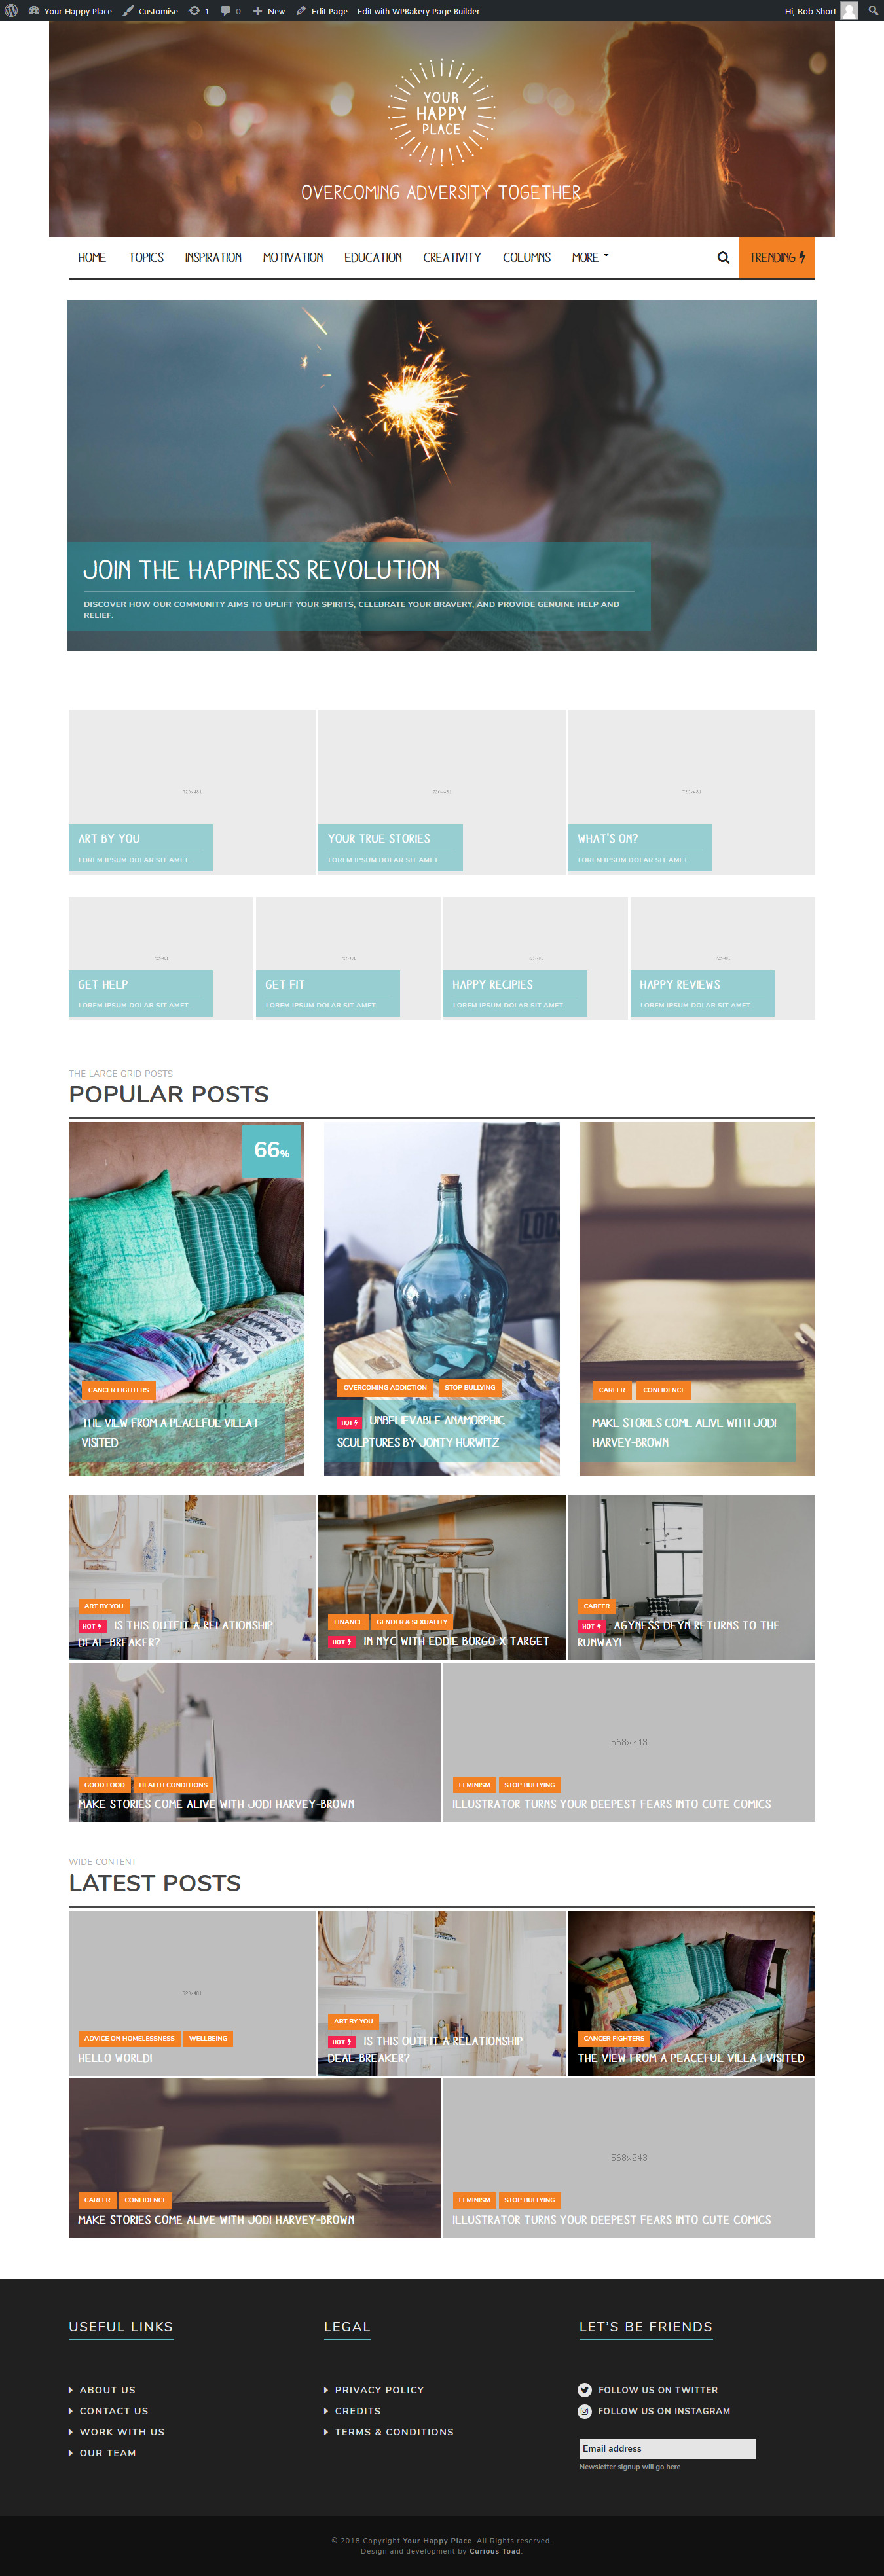 Your Happy Place Customise 1 0 New Edit Page Edit with WPBakery Page Builder Hi, Rob Short
YOUR
HAPPY
PLACE
OVERCOMING ADVERSITY TOGETHER
HOME TOPICS INSPIRATION MOTIVATION EDUCATION CREATIVITY COLUMNS MORE TRENDING
JOIN THE HAPPINESS REVOLUTION
DISCOVER HOW OUR COMMUNITY AIMS TO UPLIFT YOUR SPIRITS, CELEBRATE YOUR BRAVERY, AND PROVIDE GENUINE HELP AND
RELIEF.
ART BY YOU
LOREM IPSUM DOLAR SIT AMET.
YOUR TRUE STORIES
LOREM IPSUM DOLAR SIT AMET.
WHAT'S ON?
LOREM IPSUM DOLAR SIT AMET.
GET HELP
LOREM IPSUM DOLAR SIT AMET.
GET FIT
LOREM IPSUM DOLAR SIT AMET.
HAPPY RECIPIES
LOREM IPSUM DOLAR SIT AMET.
HAPPY REVIEWS
LOREM IPSUM DOLAR SIT AMET.
THE LARGE GRID POSTS
POPULAR POSTS
66%
CANCER FIGHTERS
THE VIEW FROM A PEACEFUL VILLA I
VISITED
OVERCOMING ADDICTION STOP BULLYING
HOT UNBELIEVABLE ANAMORPHIC
SCULPTURES BY JONTY HURWITZ
CAREER CONFIDENCE
MAKE STORIES COME ALIVE WITH JODI
HARVEY-BROWN
ART BY YOU
HOT IS THIS OUTFIT A RELATIONSHIP
DEAL-BREAKER?
FINANCE GENDER & SEXUALITY
HOT IN NYC WITH EDDIE BORGO X TARGET
CAREER
HOT AGYNESS DEYN RETURNS TO THE
RUNWAY!
GOOD FOOD HEALTH CONDITIONS
MAKE STORIES COME ALIVE WITH JODI HARVEY-BROWN
568x243
FEMINISM STOP BULLYING
ILLUSTRATOR TURNS YOUR DEEPEST FEARS INTO CUTE COMICS
WIDE CONTENT
LATEST POSTS
ADVICE ON HOMELESSNESS WELLBEING
HELLO WORLD!
ART BY YOU
HOT IS THIS OUTFIT A RELATIONSHIP
DEAL-BREAKER?
CANCER FIGHTERS
THE VIEW FROM A PEACEFUL VILLA I VISITED
CAREER CONFIDENCE
MAKE STORIES COME ALIVE WITH JODI HARVEY-BROWN
568x243
FEMINISM STOP BULLYING
ILLUSTRATOR TURNS YOUR DEEPEST FEARS INTO CUTE COMICS
USEFUL LINKS
ABOUT US
CONTACT US
WORK WITH US
OUR TEAM
LEGAL
PRIVACY POLICY
CREDITS
TERMS & CONDITIONS
LET'S BE FRIENDS
FOLLOW US ON TWITTER
FOLLOW US ON INSTAGRAM
Email address
Newsletter signup will go here
© 2018 Copyright Your Happy Place. All Rights reserved.
Design and development by Curious Toad.